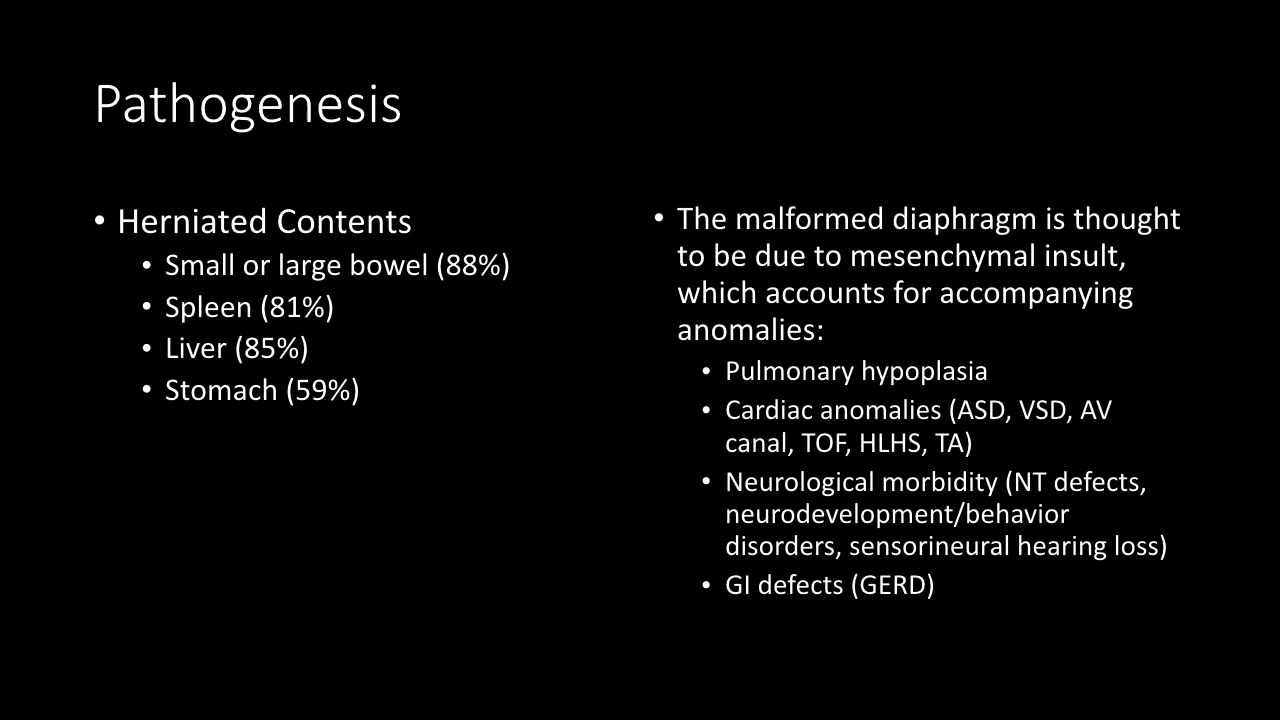 Pathogenesis
• Herniated Contents
• Small or large bowel (88%)
• Spleen (81%)
• Liver (85%)
• Stomach (59%)
• The malformed diaphragm is thought
to be due to mesenchymal insult,
which accounts for accompanying
anomalies:
• Pulmonary hypoplasia
• Cardiac anomalies (ASD, VSD, AV
canal, TOF, HLHS, TA)
• Neurological morbidity (NT defects,
neurodevelopment/behavior
disorders, sensorineural hearing loss)
• GI defects (GERD)